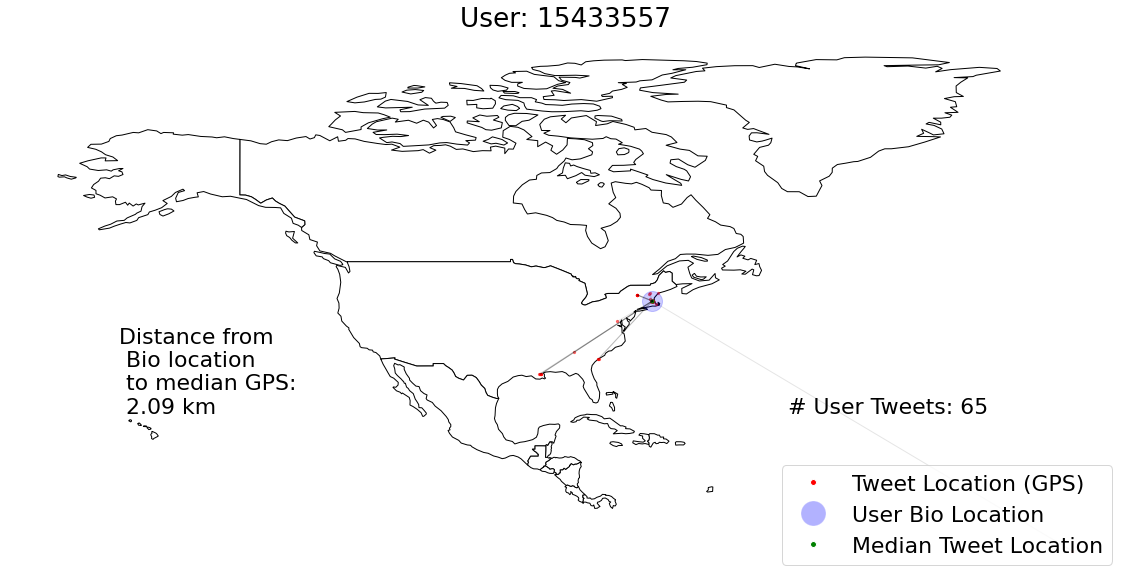 User: 15433557
Distance from
Bio location
to median GPS:
2.09 km
# User Tweets: 65
Tweet Location (GPS)
User Bio Location
Median Tweet Location